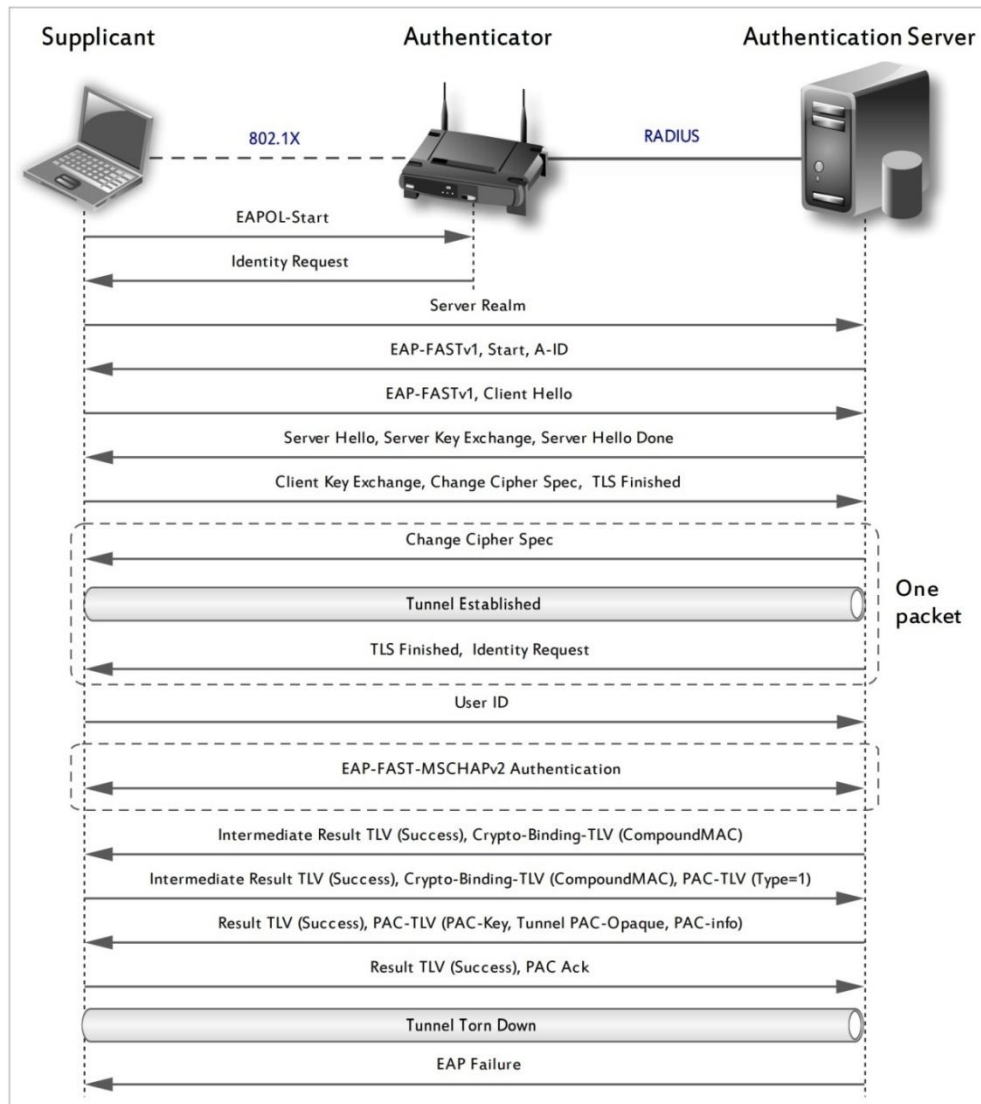 Supplicant
Authenticator
Authentication Server
802.1X
RADIUS
EAPOL-Start
Identity Request
Server Realm
EAP-FASTv1, Start, A-ID
EAP-FASTv1, Client Hello
Server Hello, Server Key Exchange, Server Hello Done
Client Key Exchange, Change Cipher Spec, TLS Finished
Change Cipher Spec
Tunnel Established
One
packet
TLS Finished, Identity Request
User ID
EAP-FAST-MSCHAPv2 Authentication
Intermediate Result TLV (Success), Crypto-Binding-TLV (CompoundMAC)
Intermediate Result TLV (Success), Crypto-Binding-TLV (CompoundMAC), PAC-TLV (Type=1)
Result TLV (Success), PAC-TLV (PAC-Key, Tunnel PAC-Opaque, PAC-info)
Result TLV (Success), PAC Ack
Tunnel Torn Down
EAP Failure